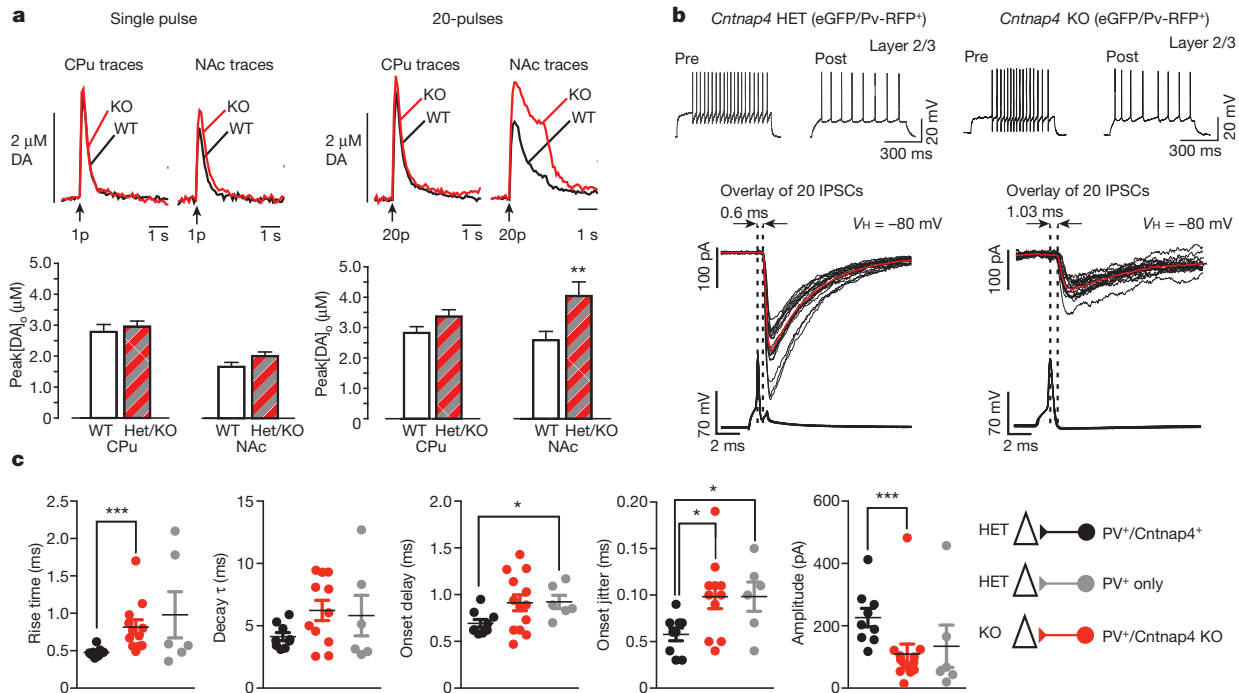 a
Single pulse
20-pulses
CPu traces
NAc traces
CPu traces
NAc traces
KO
WT
KO
WT
KO
WT
KO
WT
2 μM
DA
2 μM
DA
1p
1 s
1p
1 s
20p
1 s
20p
1 s
Peak[DA]o (μM)
5.0
4.0
3.0
2.0
1.0
0
WT Het/KO
CPu
WT Het/KO
NAc
Peak[DA]o (μM)
5.0
4.0
3.0
2.0
1.0
0
**
WT Het/KO
CPu
WT Het/KO
NAc
b
Cntnap4 HET (eGFP/Pv-RFP+)
Layer 2/3
Pre
Post
20 mV
300 ms
Cntnap4 KO (eGFP/Pv-RFP+)
Layer 2/3
Pre
Post
20 mV
300 ms
Overlay of 20 IPSCs
0.6 ms
VH = –80 mV
100 pA
70 mV
2 ms
Overlay of 20 IPSCs
1.03 ms
VH = –80 mV
100 pA
70 mV
2 ms
c
Rise time (ms)
2.5
2.0
1.5
1.0
0.5
0
***
Decay τ (ms)
15
10
5
0
Onset delay (ms)
2.0
1.5
1.0
0.5
0
*
Onset jitter (ms)
0.20
0.15
0.10
0.05
0
*
*
Amplitude (pA)
600
400
200
0
***
HET PV+/Cntnap4+
HET PV+ only
KO PV+/Cntnap4 KO